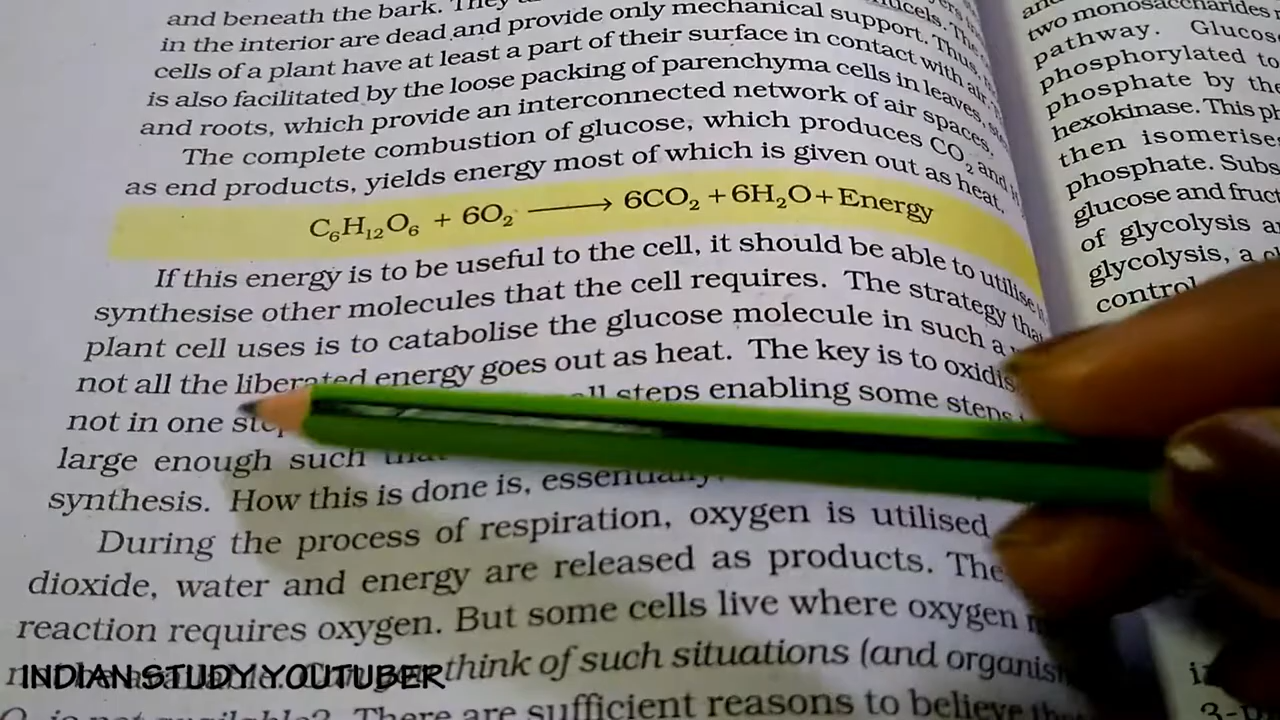 and beneath the bark. They
in the interior are dead and provide only mechanical support. Thus,
cells of a plant have at least a part of their surface in contact with air.
is also facilitated by the loose packing of parenchyma cells in leaves,
and roots, which provide an interconnected network of air spaces.
The complete combustion of glucose, which produces CO₂ and
as end products, yields energy most of which is given out as heat.
C₆H₁₂O₆ + 6O₂ ⟶ 6CO₂ + 6H₂O + Energy
If this energy is to be useful to the cell, it should be able to utilise
synthesise other molecules that the cell requires. The strategy
plant cell uses is to catabolise the glucose molecule in such a
not all the liberated energy goes out as heat. The key is to
not in one steps enabling some steps
large enough such
synthesis. How this is done is, essentially
During the process of respiration, oxygen is utilised
dioxide, water and energy are released as products. The
reaction requires oxygen. But some cells live where oxygen
think of such situations (and
There are sufficient reasons to believe
two monosaccharides
pathway.
phosphorylated to
phosphate by the
hexokinase. This
then
phosphate.
glucose and
of glycolysis
glycolysis, a
control
INDIAN STUDY YOUTUBER